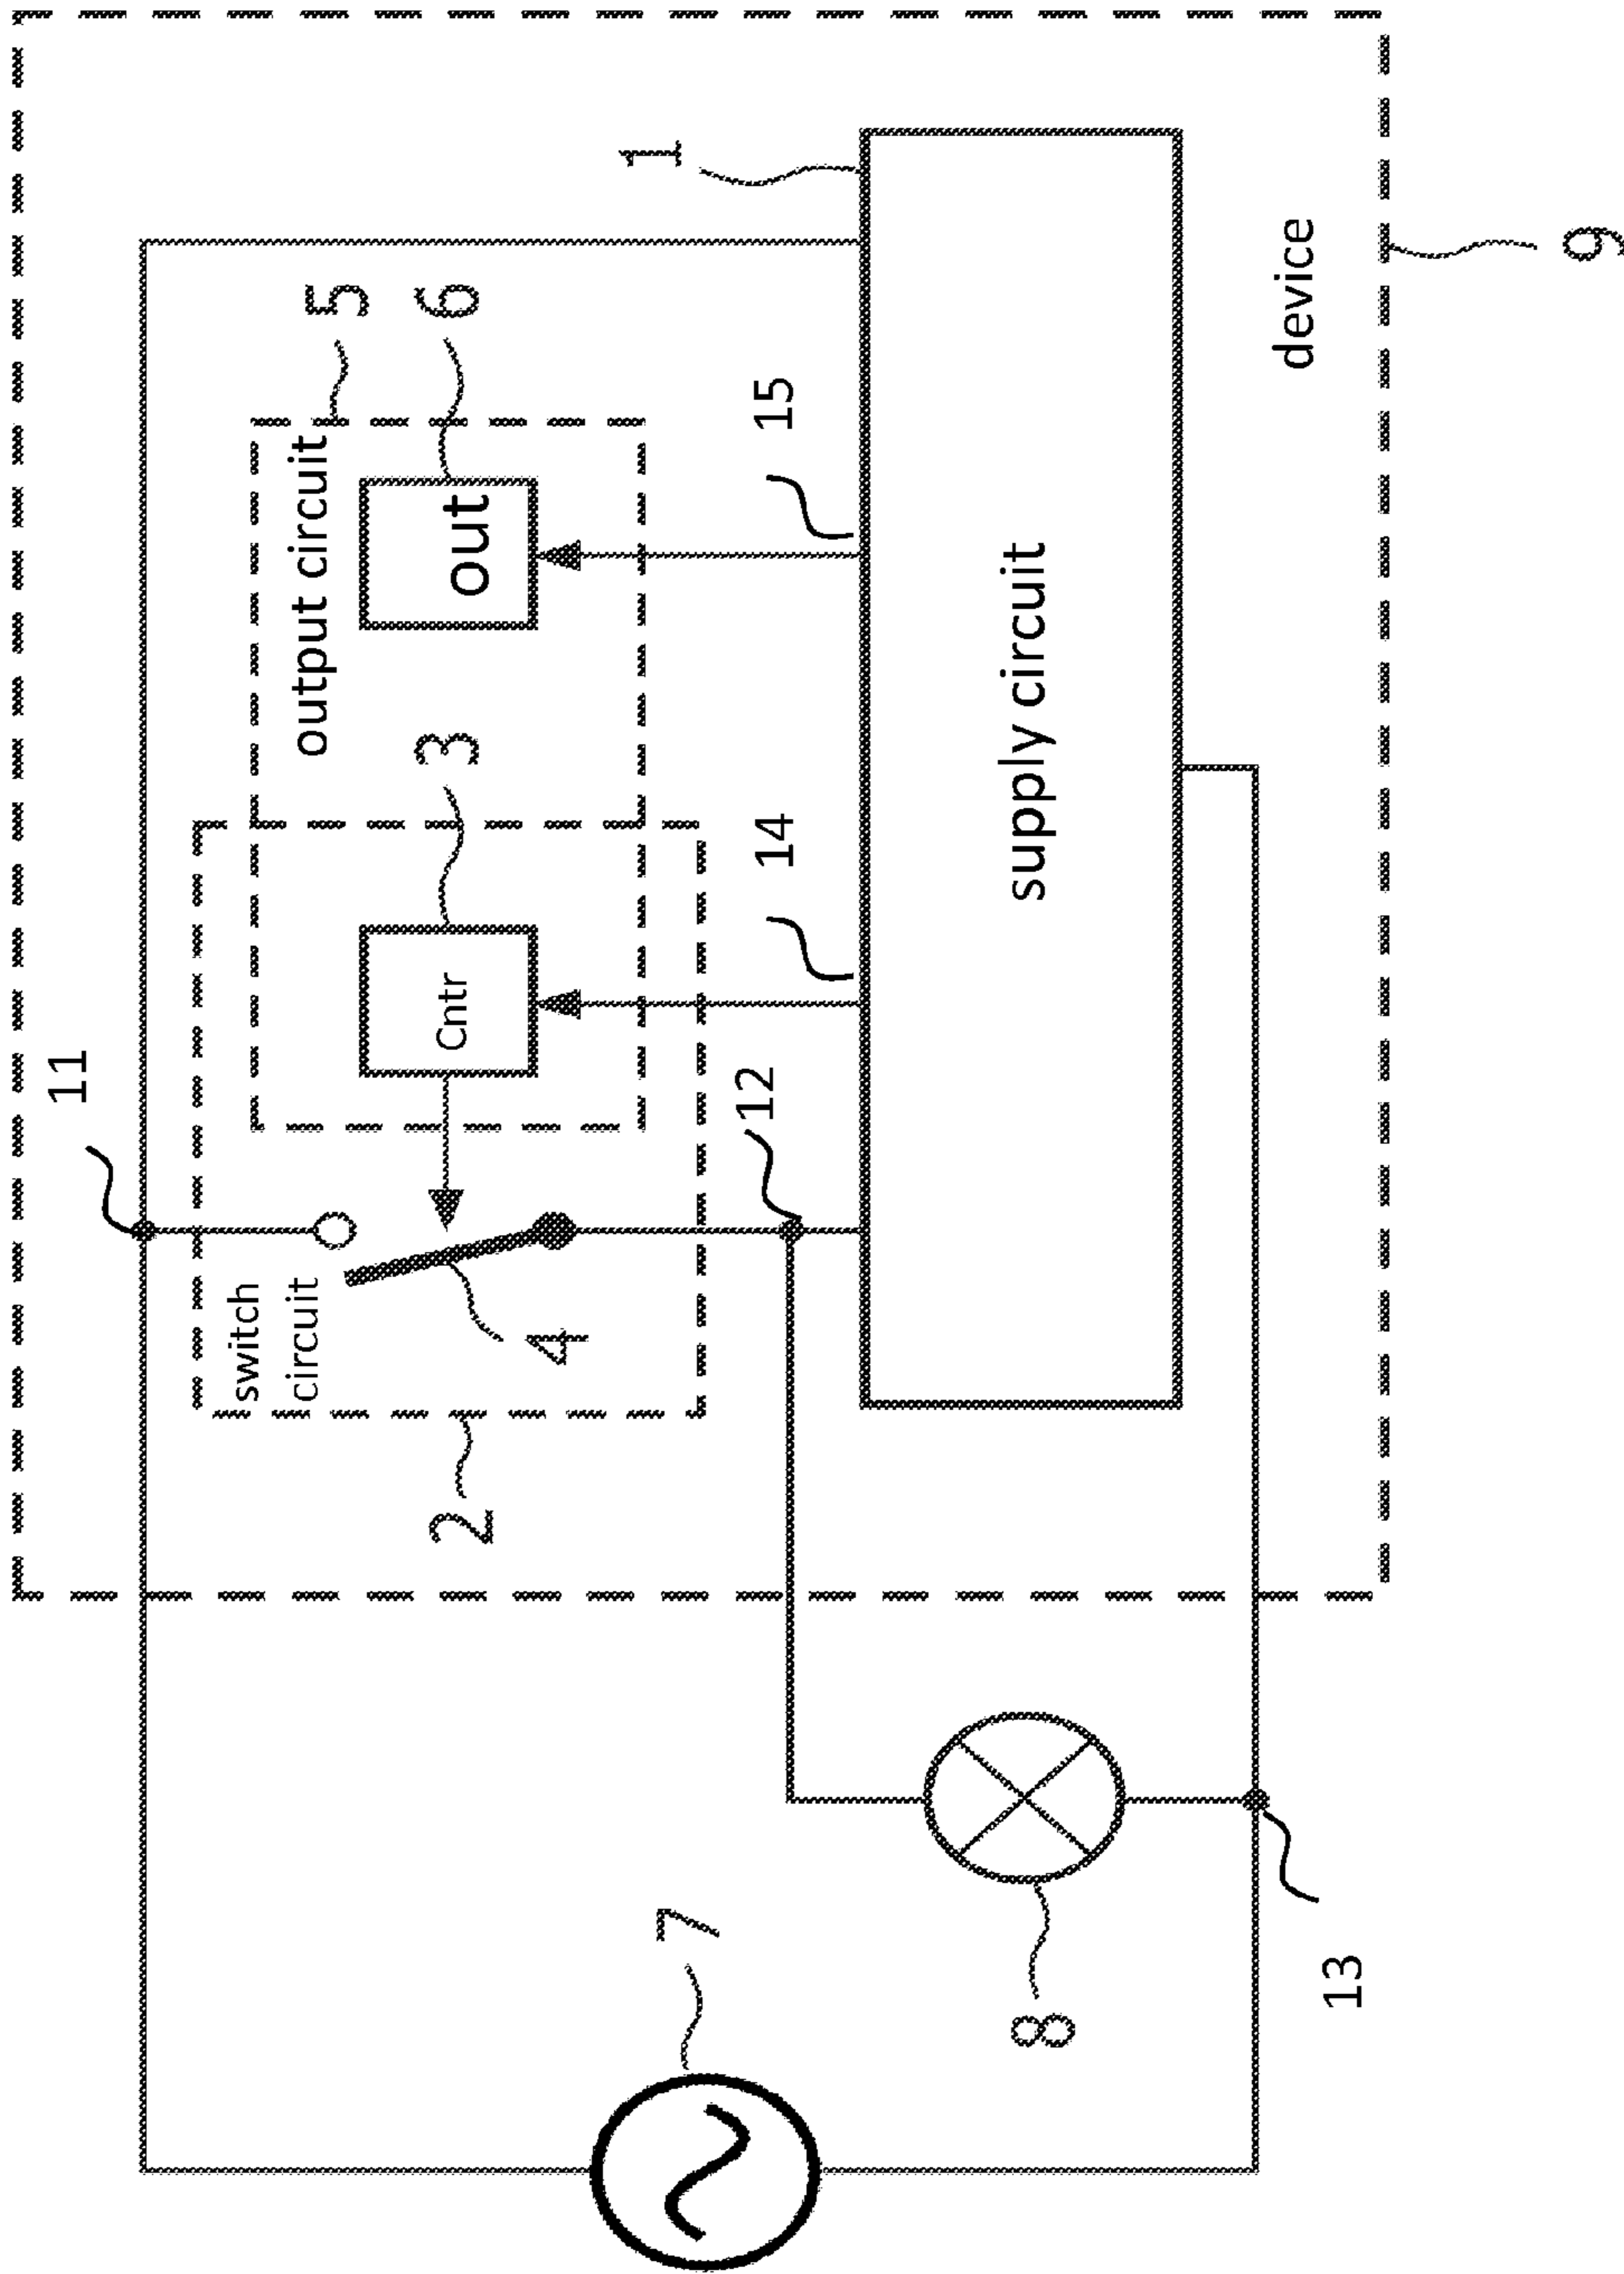 11
switch
circuit
4
2
Cntr
3
output circuit
5
out
6
1
12
14
15
supply circuit
device
9
7
8
13